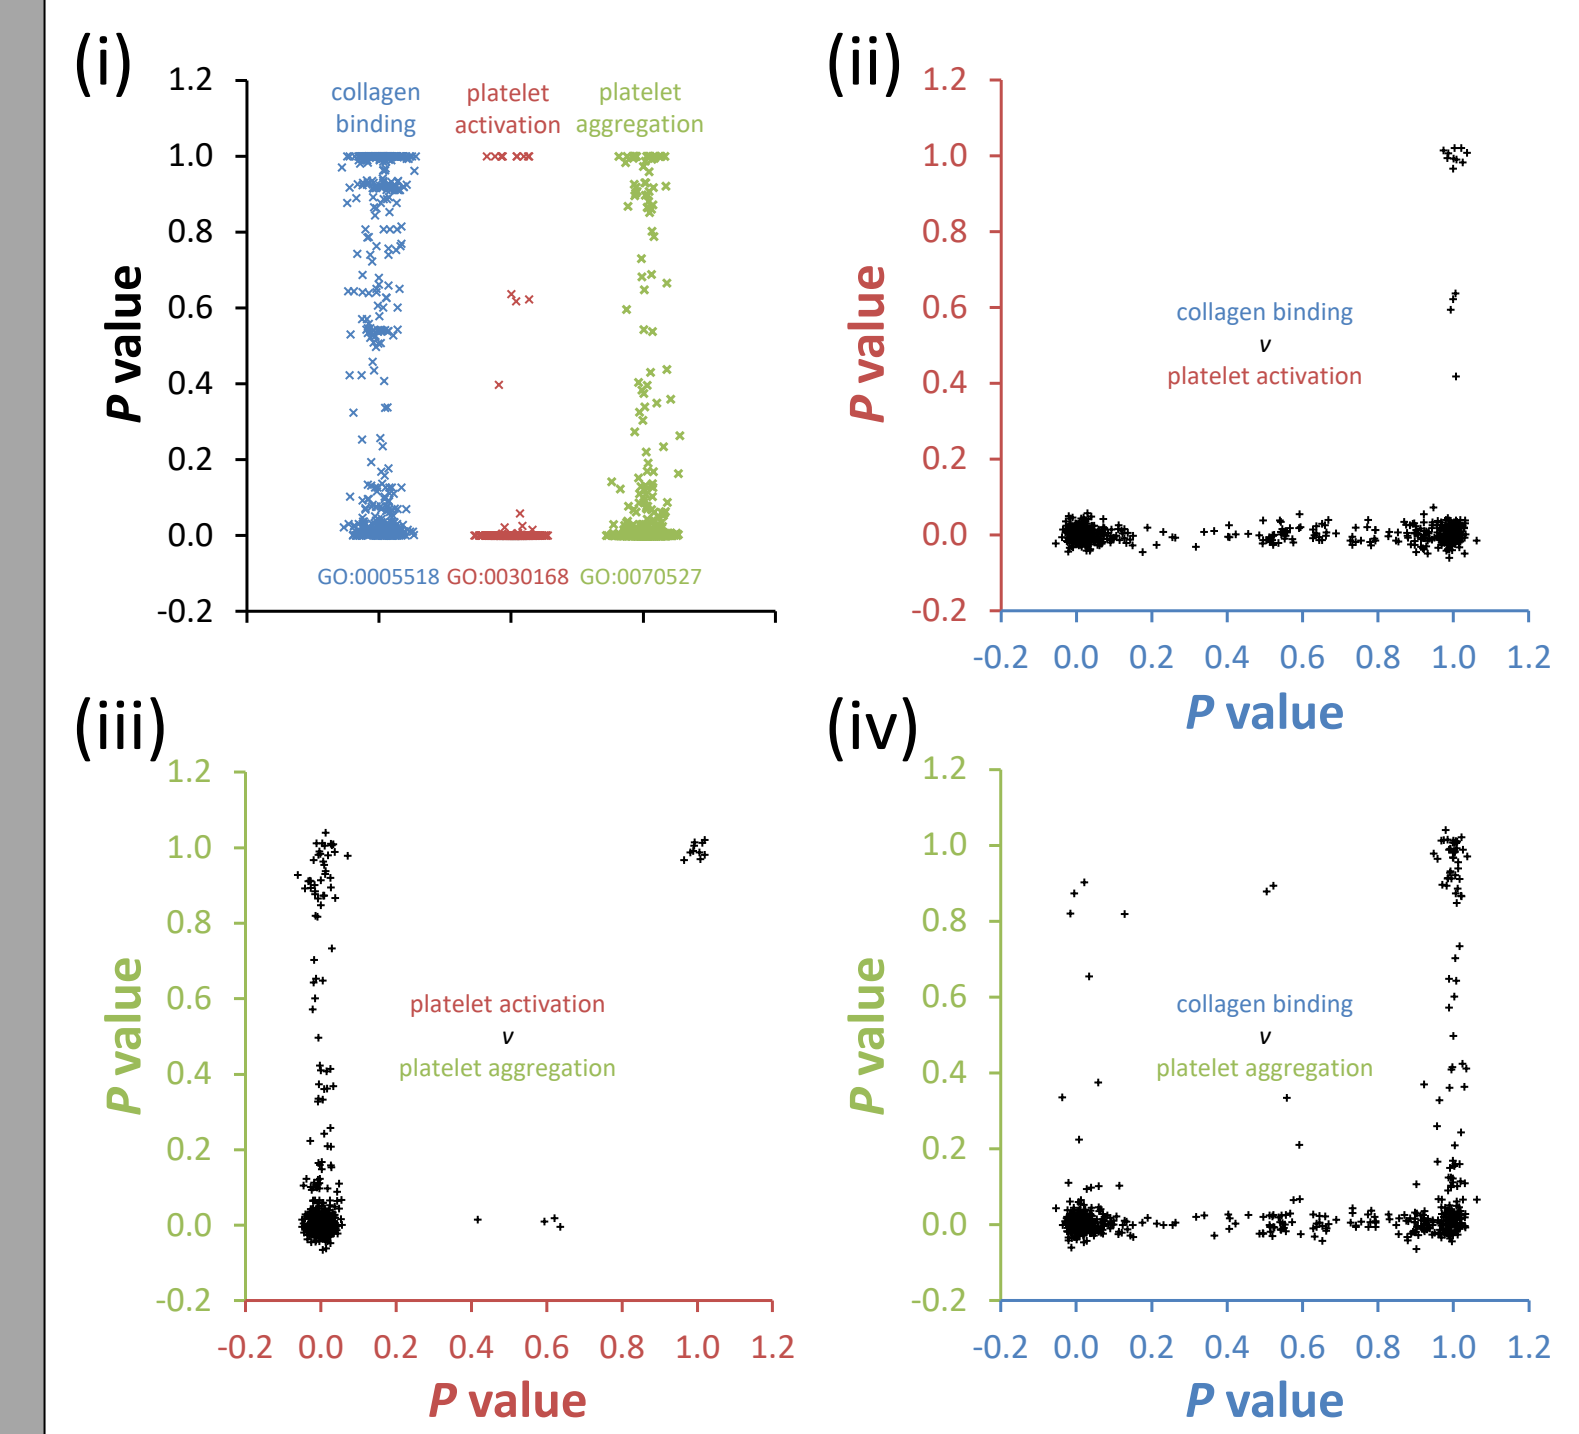 (i)
1.2
1.0
0.8
0.6
0.4
0.2
0.0
-0.2
P value
collagen binding
platelet activation
platelet aggregation
GO:0005518 GO:0030168 GO:0070527
(ii)
1.2
1.0
0.8
0.6
0.4
0.2
0.0
-0.2
P value
collagen binding
v
platelet activation
-0.2 0.0 0.2 0.4 0.6 0.8 1.0 1.2
P value
(iii)
1.2
1.0
0.8
0.6
0.4
0.2
0.0
-0.2
P value
platelet activation
v
platelet aggregation
-0.2 0.0 0.2 0.4 0.6 0.8 1.0 1.2
P value
(iv)
1.2
1.0
0.8
0.6
0.4
0.2
0.0
-0.2
P value
collagen binding
v
platelet aggregation
-0.2 0.0 0.2 0.4 0.6 0.8 1.0 1.2
P value